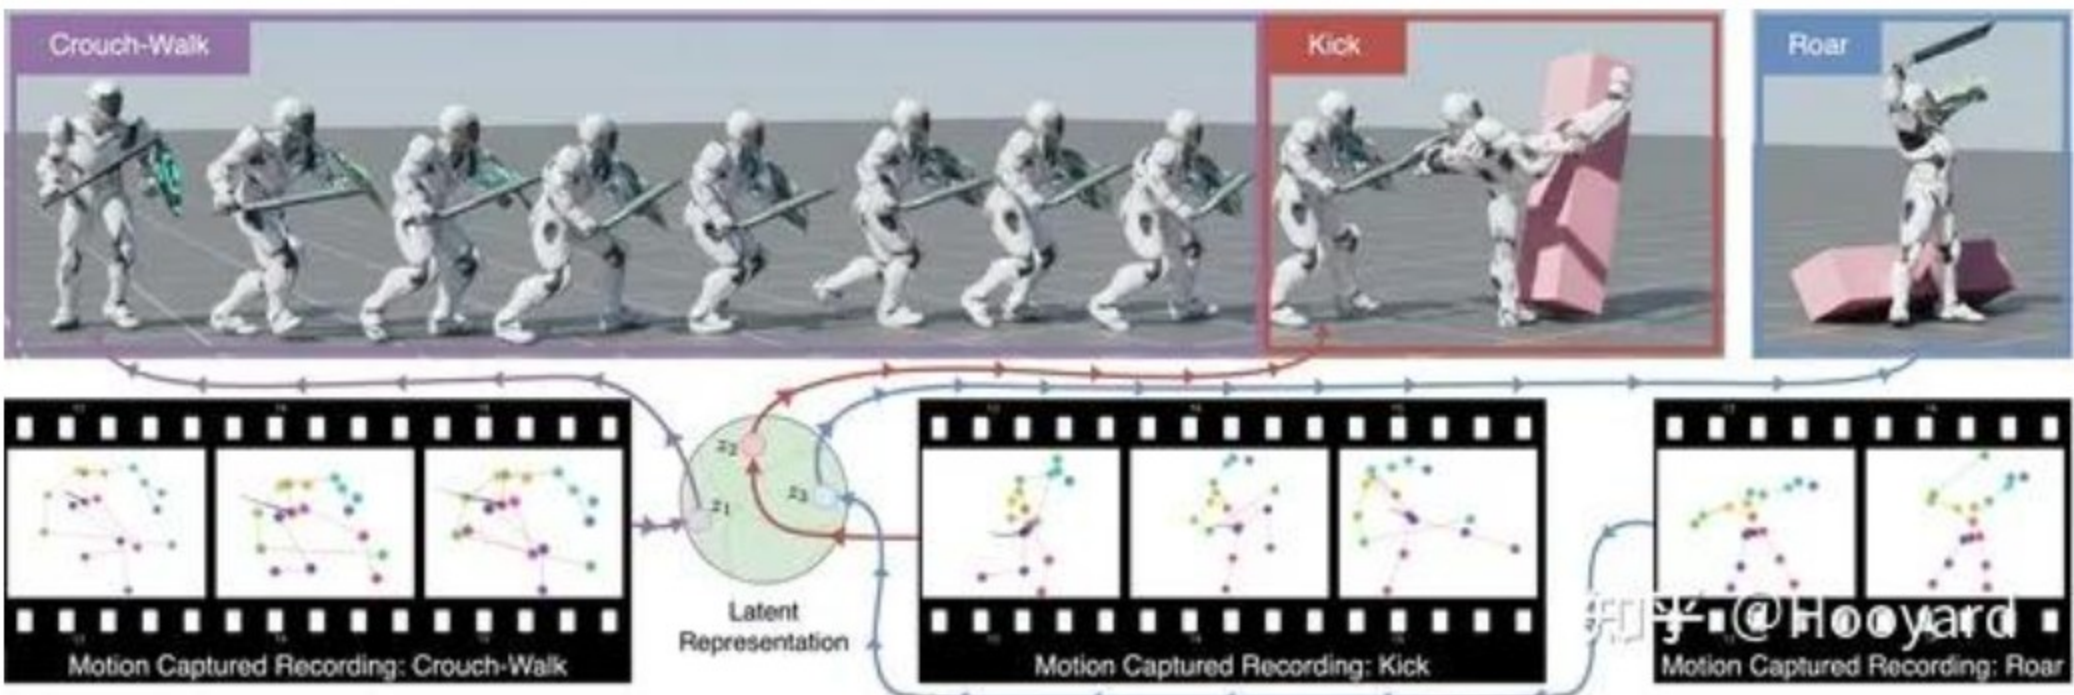 Crouch-Walk
Kick
Roar
z2
z3
z1
Latent
Representation
知乎 @Hooyard
Motion Captured Recording: Crouch-Walk
Motion Captured Recording: Kick
Motion Captured Recording: Roar